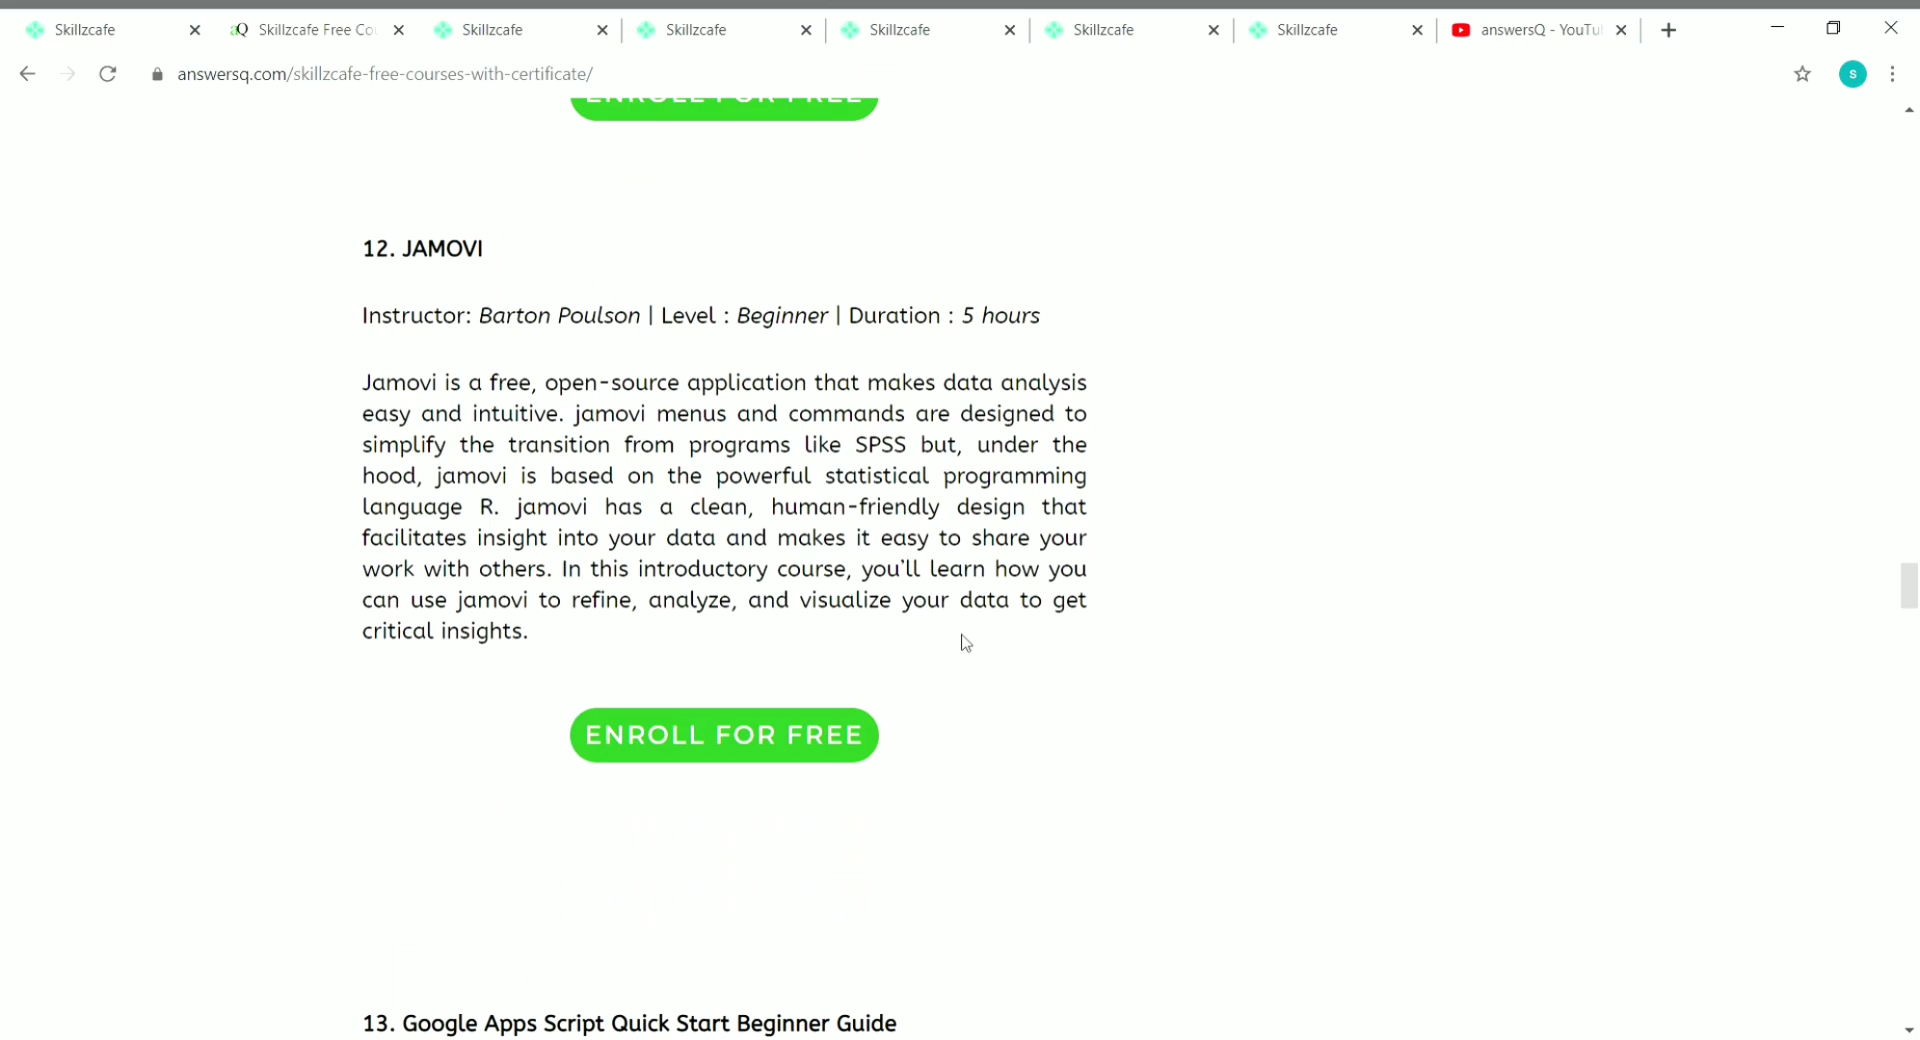 Skillzcafe
Skillzcafe Free Co
Skillzcafe
Skillzcafe
Skillzcafe
Skillzcafe
Skillzcafe
answersQ - YouTu
answersq.com/skillzcafe-free-courses-with-certificate/
S
ENROLL FOR FREE
12. JAMOVI
Instructor: Barton Poulson | Level : Beginner | Duration : 5 hours
Jamovi is a free, open-source application that makes data analysis
easy and intuitive. jamovi menus and commands are designed to
simplify the transition from programs like SPSS but, under the
hood, jamovi is based on the powerful statistical programming
language R. jamovi has a clean, human-friendly design that
facilitates insight into your data and makes it easy to share your
work with others. In this introductory course, you'll learn how you
can use jamovi to refine, analyze, and visualize your data to get
critical insights.
ENROLL FOR FREE
13. Google Apps Script Quick Start Beginner Guide